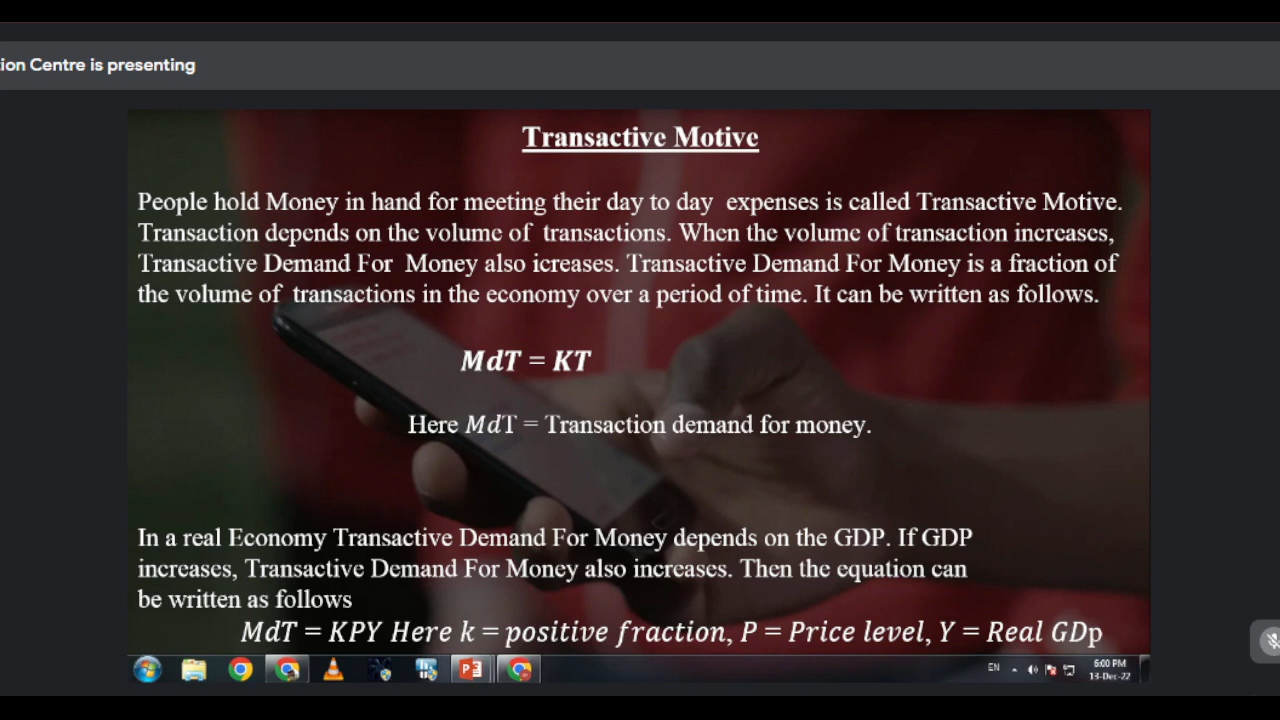 ion Centre is presenting
Transactive Motive
People hold Money in hand for meeting their day to day expenses is called Transactive Motive.
Transaction depends on the volume of transactions. When the volume of transaction increases,
Transactive Demand For Money also icreases. Transactive Demand For Money is a fraction of
the volume of transactions in the economy over a period of time. It can be written as follows.
MdT = KT
Here MdT = Transaction demand for money.
In a real Economy Transactive Demand For Money depends on the GDP. If GDP
increases, Transactive Demand For Money also increases. Then the equation can
be written as follows
MdT = KPY Here k = positive fraction, P = Price level, Y = Real GDp
EN
6:00 PM
13-Dec-22